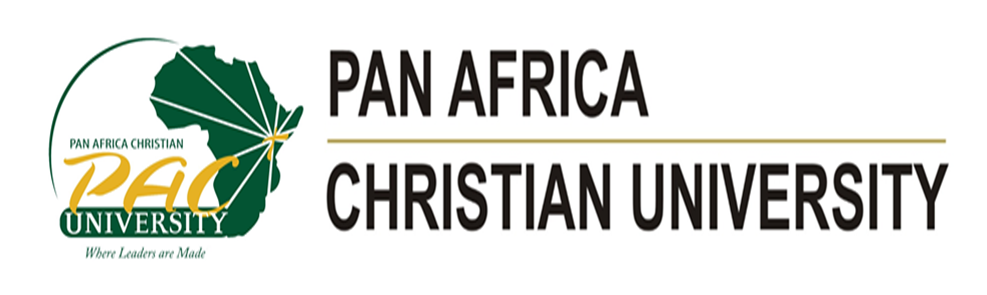 PAN AFRICA CHRISTIAN
PAC
UNIVERSITY
Where Leaders are Made
PAN AFRICA
CHRISTIAN UNIVERSITY